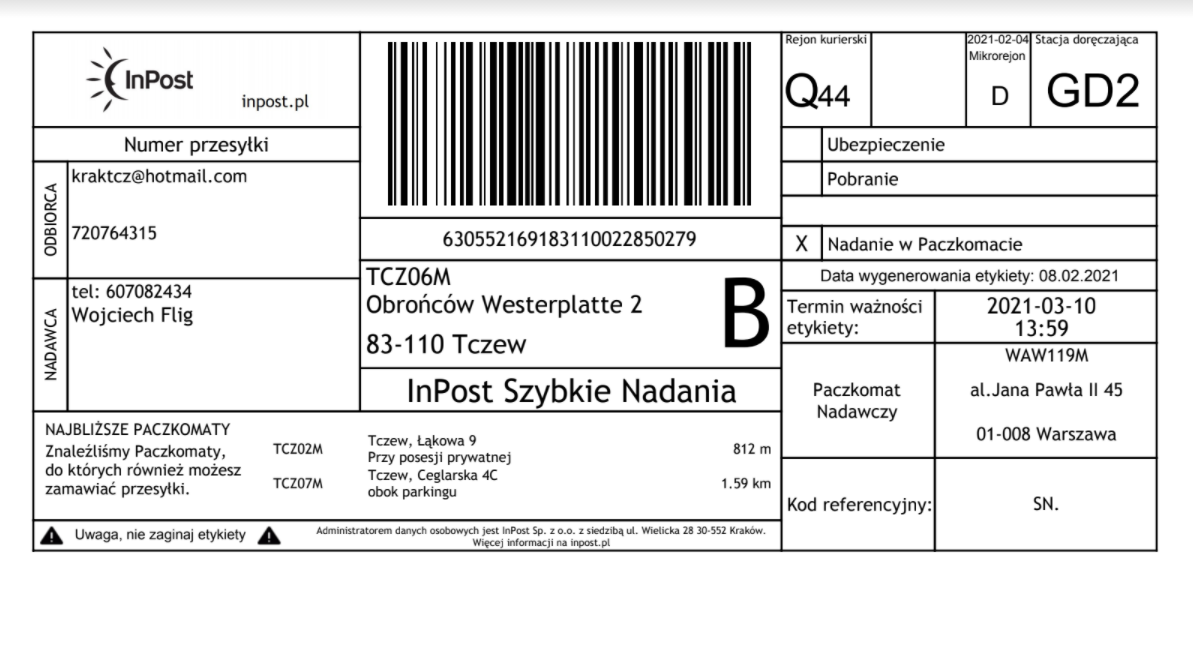 InPost
inpost.pl
Numer przesyłki
ODBIORCA
kraktcz@hotmail.com
720764315
NADAWCA
tel: 607082434
Wojciech Flig
630552169183110022850279
TCZ06M
Obrońców Westerplatte 2
83-110 Tczew
B
InPost Szybkie Nadania
NAJBLIŻSZE PACZKOMATY
Znaleźliśmy Paczkomaty,
do których również możesz
zamawiać przesyłki.
TCZ02M
Tczew, Łąkowa 9
Przy posesji prywatnej
812 m
TCZ07M
Tczew, Ceglarska 4C
obok parkingu
1.59 km
Uwaga, nie zaginaj etykiety
Administratorem danych osobowych jest InPost Sp. z o.o. z siedzibą ul. Wielicka 28 30-552 Kraków.
Więcej informacji na inpost.pl
Rejon kurierski
Q44
2021-02-04
Mikrorejon
D
Stacja doręczająca
GD2
Ubezpieczenie
Pobranie
X Nadanie w Paczkomacie
Data wygenerowania etykiety: 08.02.2021
Termin ważności
etykiety:
2021-03-10
13:59
Paczkomat
Nadawczy
WAW119M
al.Jana Pawła II 45
01-008 Warszawa
Kod referencyjny:
SN.